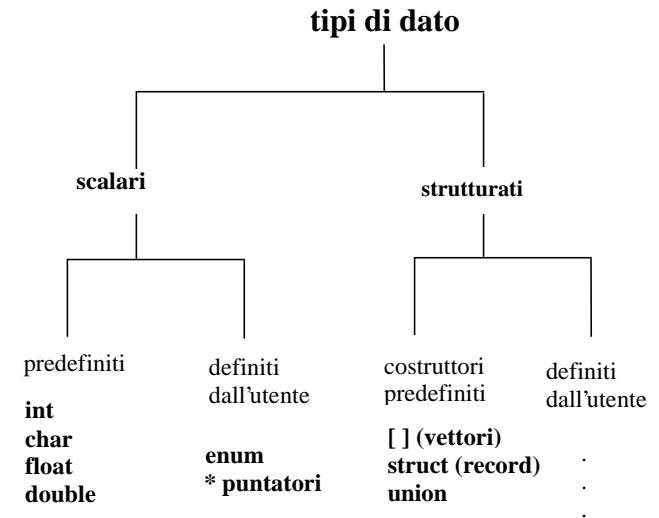 tipi di dato
scalari
strutturati
predefiniti
int
char
float
double
definiti
dall'utente
enum
* puntatori
costruttori
predefiniti
[ ] (vettori)
struct (record)
union
definiti
dall'utente
.
.
.